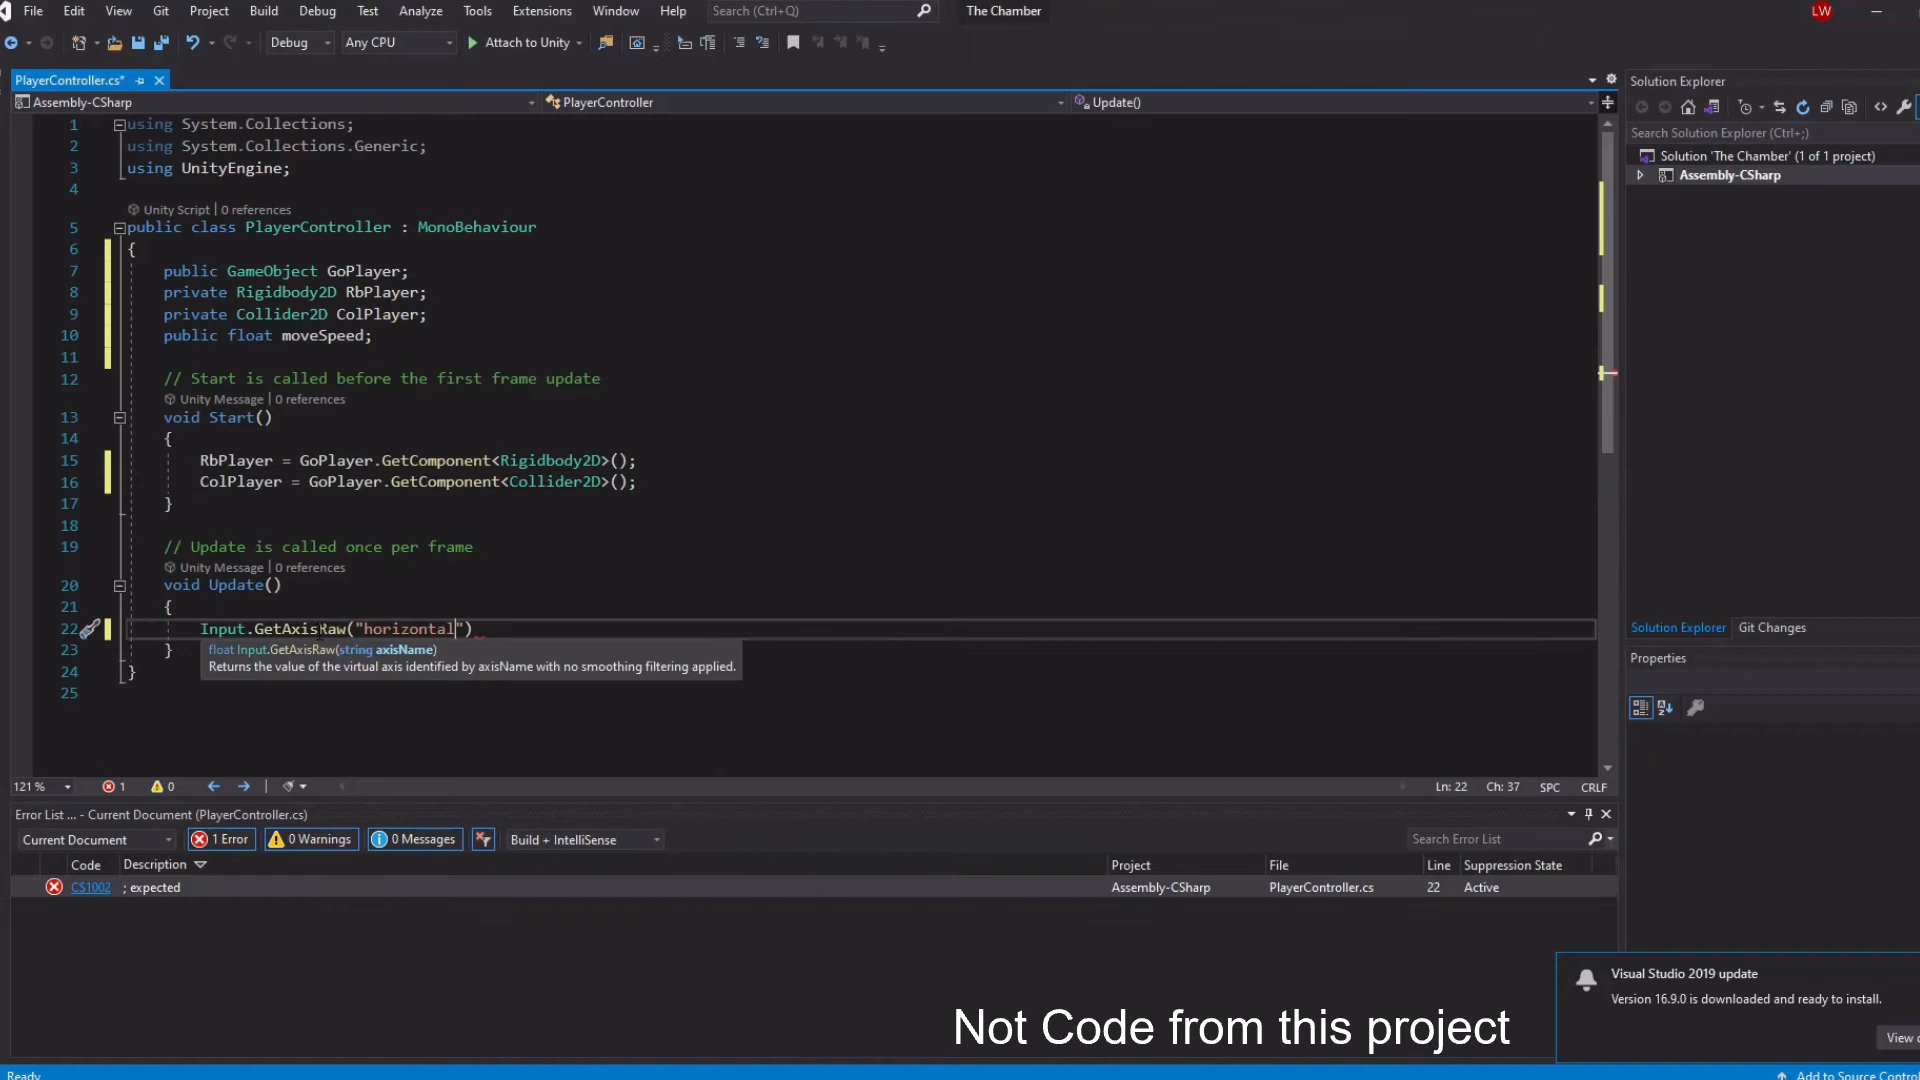 File Edit View Git Project Build Debug Test Analyze Tools Extensions Window Help Search (Ctrl+Q) The Chamber LW
Debug Any CPU Attach to Unity
PlayerController.cs*
Assembly-CSharp PlayerController Update()
1 using System.Collections;
2 using System.Collections.Generic;
3 using UnityEngine;
4
Unity Script | 0 references
5 public class PlayerController : MonoBehaviour
6 {
7 public GameObject GoPlayer;
8 private Rigidbody2D RbPlayer;
9 private Collider2D ColPlayer;
10 public float moveSpeed;
11
12 // Start is called before the first frame update
Unity Message | 0 references
13 void Start()
14 {
15 RbPlayer = GoPlayer.GetComponent<Rigidbody2D>();
16 ColPlayer = GoPlayer.GetComponent<Collider2D>();
17 }
18
19 // Update is called once per frame
Unity Message | 0 references
20 void Update()
21 {
22 Input.GetAxisRaw("horizontal")
23 }
float Input.GetAxisRaw(string axisName)
Returns the value of the virtual axis identified by axisName with no smoothing filtering applied.
24 }
25
121 % 1 0 Ln: 22 Ch: 37 SPC CRLF
Solution Explorer
Search Solution Explorer (Ctrl+;)
Solution 'The Chamber' (1 of 1 project)
Assembly-CSharp
Solution Explorer Git Changes
Properties
Error List ... - Current Document (PlayerController.cs)
Current Document 1 Error 0 Warnings 0 Messages Build + IntelliSense Search Error List
Code Description Project File Line Suppression State
CS1002 ; expected Assembly-CSharp PlayerController.cs 22 Active
Visual Studio 2019 update
Version 16.9.0 is downloaded and ready to install.
View
Not Code from this project
Ready Add to Source Control